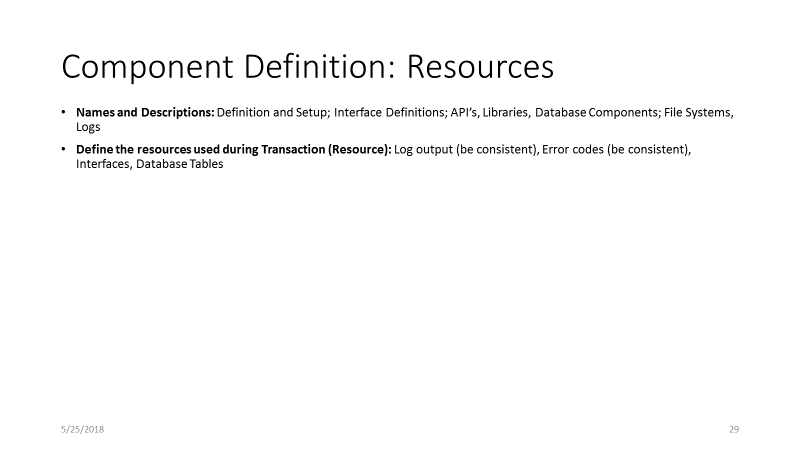 Component Definition: Resources
• Names and Descriptions: Definition and Setup; Interface Definitions; API's, Libraries, Database Components; File Systems,
Logs
• Define the resources used during Transaction (Resource): Log output (be consistent), Error codes (be consistent),
Interfaces, Database Tables
5/25/2018
29